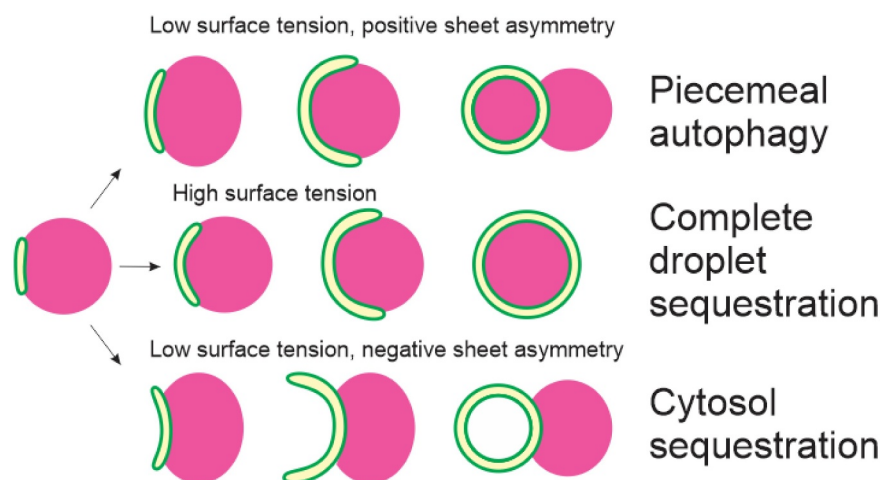 Low surface tension, positive sheet asymmetry
Piecemeal
autophagy
High surface tension
Complete
droplet
sequestration
Low surface tension, negative sheet asymmetry
Cytosol
sequestration